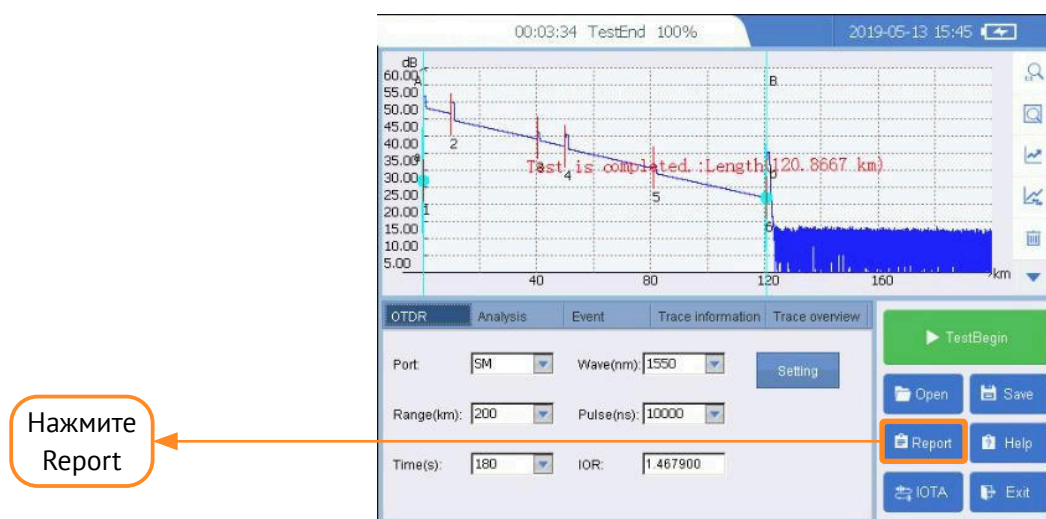 00:03:34 TestEnd 100% 2019-05-13 15:45
dB
60.00 A B
55.00
50.00
45.00
40.00 2
35.00
Test is completed.:Length(120.8667 km)
30.00 3 4
25.00
20.00 1 5
15.00 6
10.00
5.00
40 80 120 160 km
OTDR Analysis Event Trace information Trace overview
TestBegin
Port: SM Wave(nm): 1550 Setting
Open Save
Range(km): 200 Pulse(ns): 10000
Нажмите
Report
Report Help
Time(s): 180 IOR: 1.467900
IOTA Exit